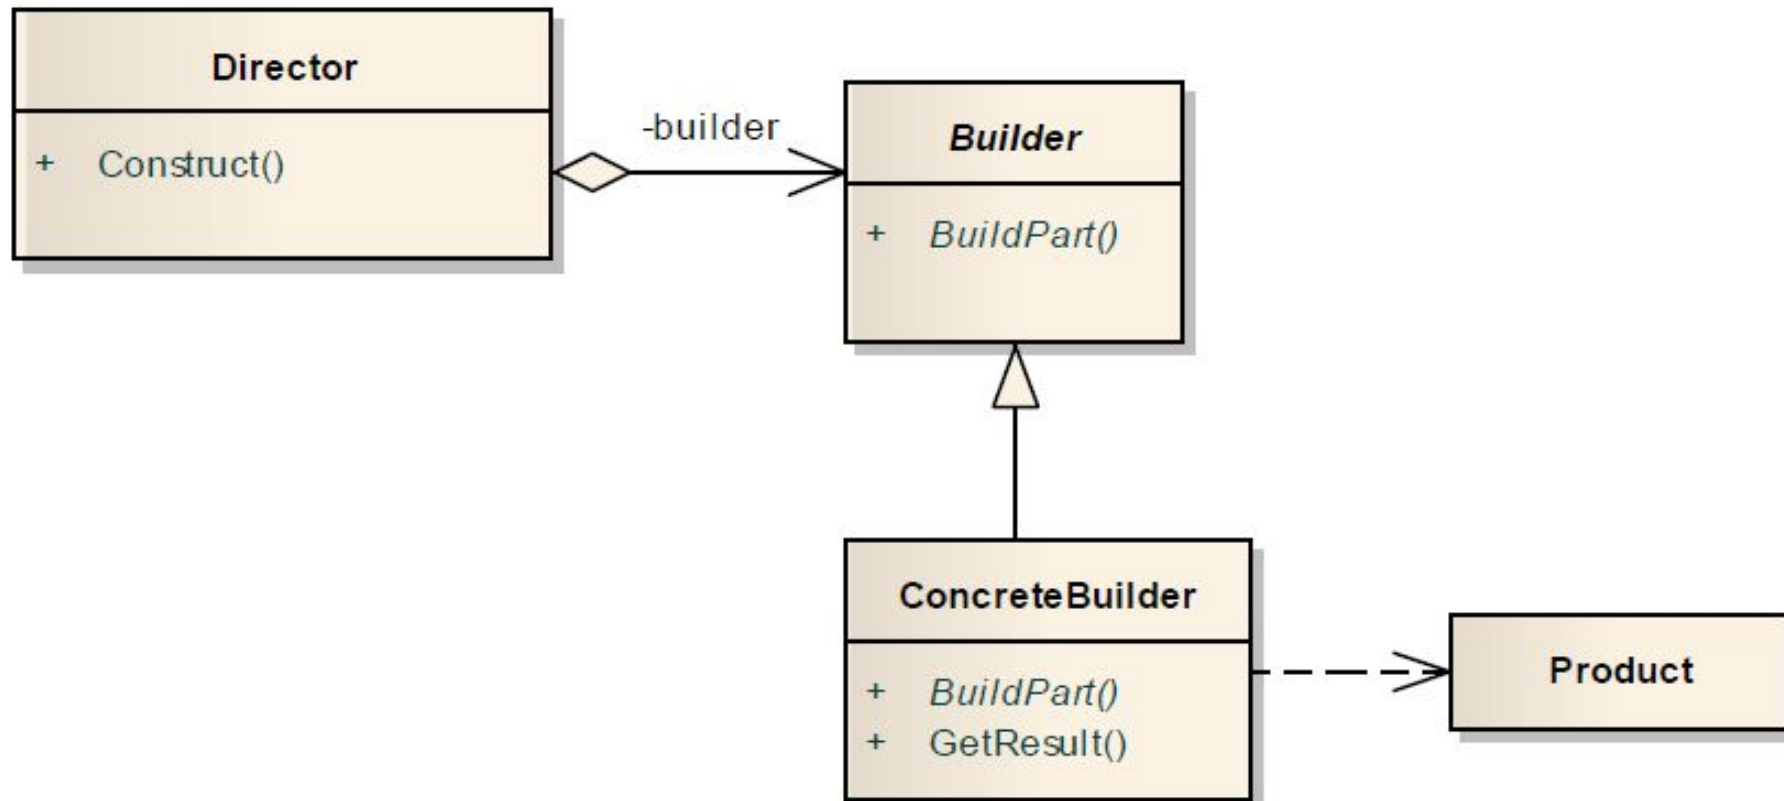 Director
+ Construct()
-builder
Builder
+ BuildPart()
ConcreteBuilder
+ BuildPart()
+ GetResult()
Product